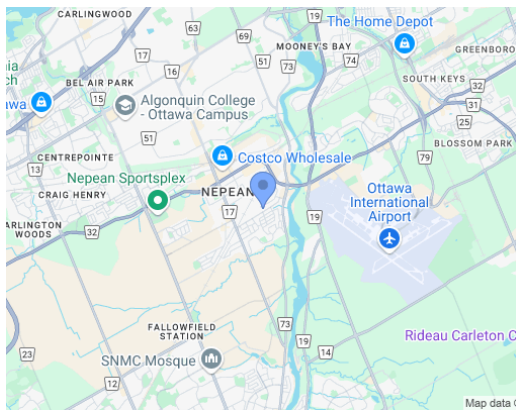 CARLINGWOOD
19
The Home Depot
63
69
17
MOONEY'S BAY
GREENBORO
51
73
BEL AIR PARK
16
SOUTH KEYS
32
15
Algonquin College
- Ottawa Campus
31
25
51
BLOSSOM PARK
CENTREPOINTE
Costco Wholesale
79
13
Nepean Sportsplex
CRAIG HENRY
NEPEAN
Ottawa
International
Airport
17
19
ARLINGTON
WOODS
32
FALLOWFIELD
STATION
73
19
Rideau Carleton C
23
14
SNMC Mosque
12
19
Map data